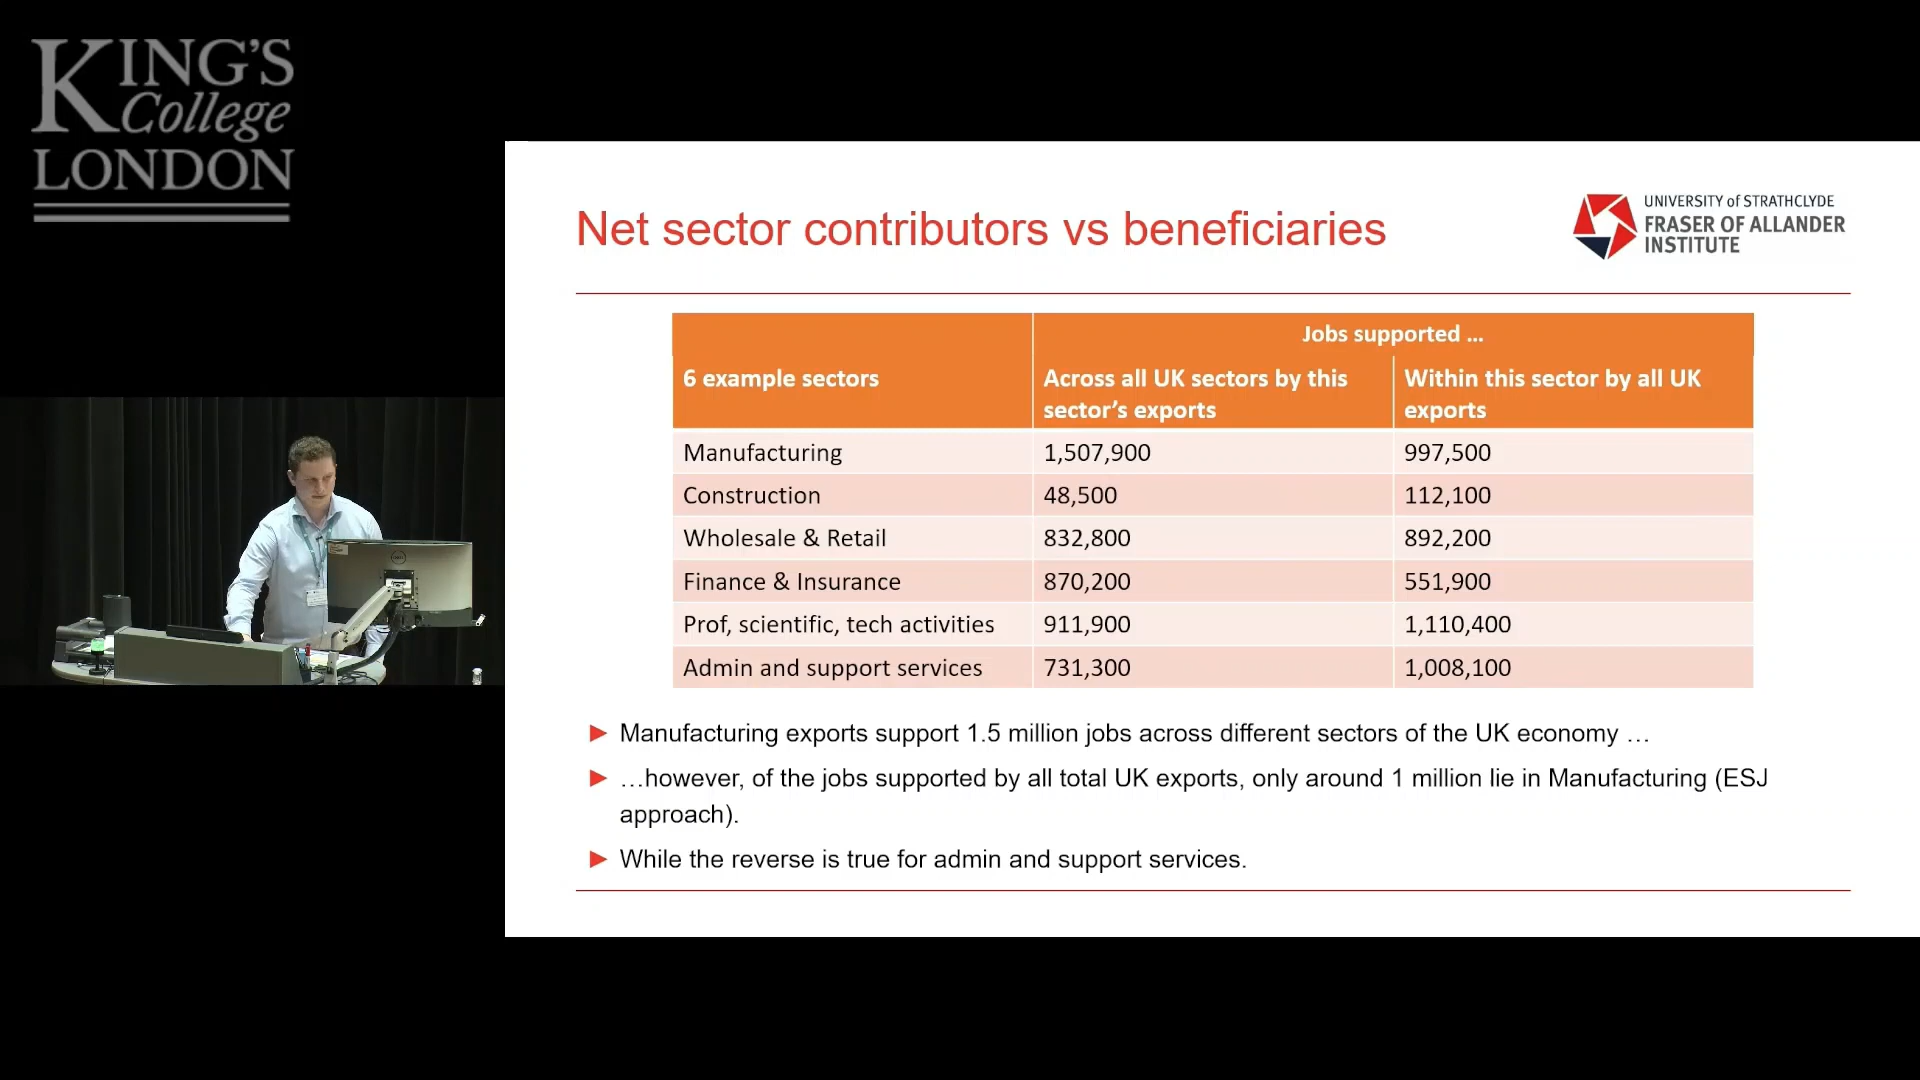 KING'S
College
LONDON
Net sector contributors vs beneficiaries
UNIVERSITY of STRATHCLYDE
FRASER OF ALLANDER
INSTITUTE
Jobs supported ...
6 example sectors
Across all UK sectors by this
sector's exports
Within this sector by all UK
exports
Manufacturing 1,507,900 997,500
Construction 48,500 112,100
Wholesale & Retail 832,800 892,200
Finance & Insurance 870,200 551,900
Prof, scientific, tech activities 911,900 1,110,400
Admin and support services 731,300 1,008,100
► Manufacturing exports support 1.5 million jobs across different sectors of the UK economy …
► …however, of the jobs supported by all total UK exports, only around 1 million lie in Manufacturing (ESJ
approach).
► While the reverse is true for admin and support services.